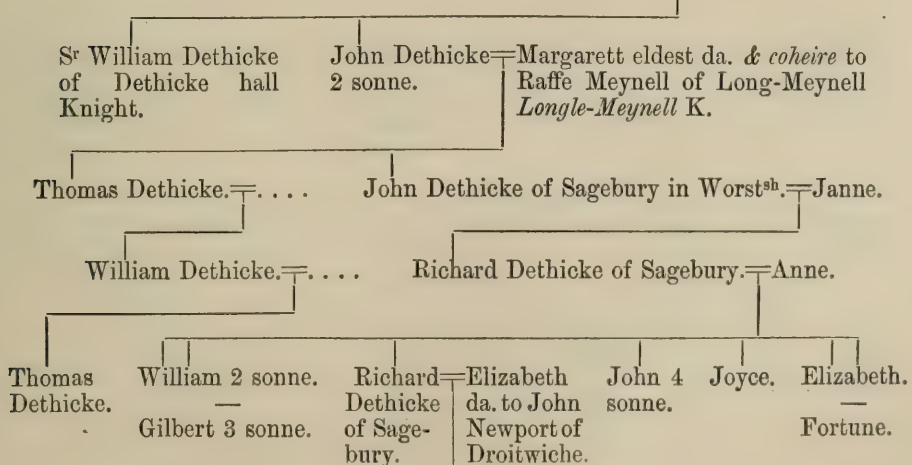 Sʳ William Dethicke
of Dethicke hall
Knight.
John Dethicke
2 sonne.
Margarett eldest da. & coheire to
Raffe Meynell of Long-Meynell
Longle-Meynell K.
Thomas Dethicke. . . . .
John Dethicke of Sagebury in Worstˢʰ.
Janne.
William Dethicke. . . . .
Richard Dethicke of Sagebury.
Anne.
Thomas
Dethicke.
William 2 sonne.
—
Gilbert 3 sonne.
Richard
Dethicke
of Sage-
bury.
Elizabeth
da. to John
Newport of
Droitwiche.
John 4
sonne.
Joyce.
Elizabeth.
—
Fortune.